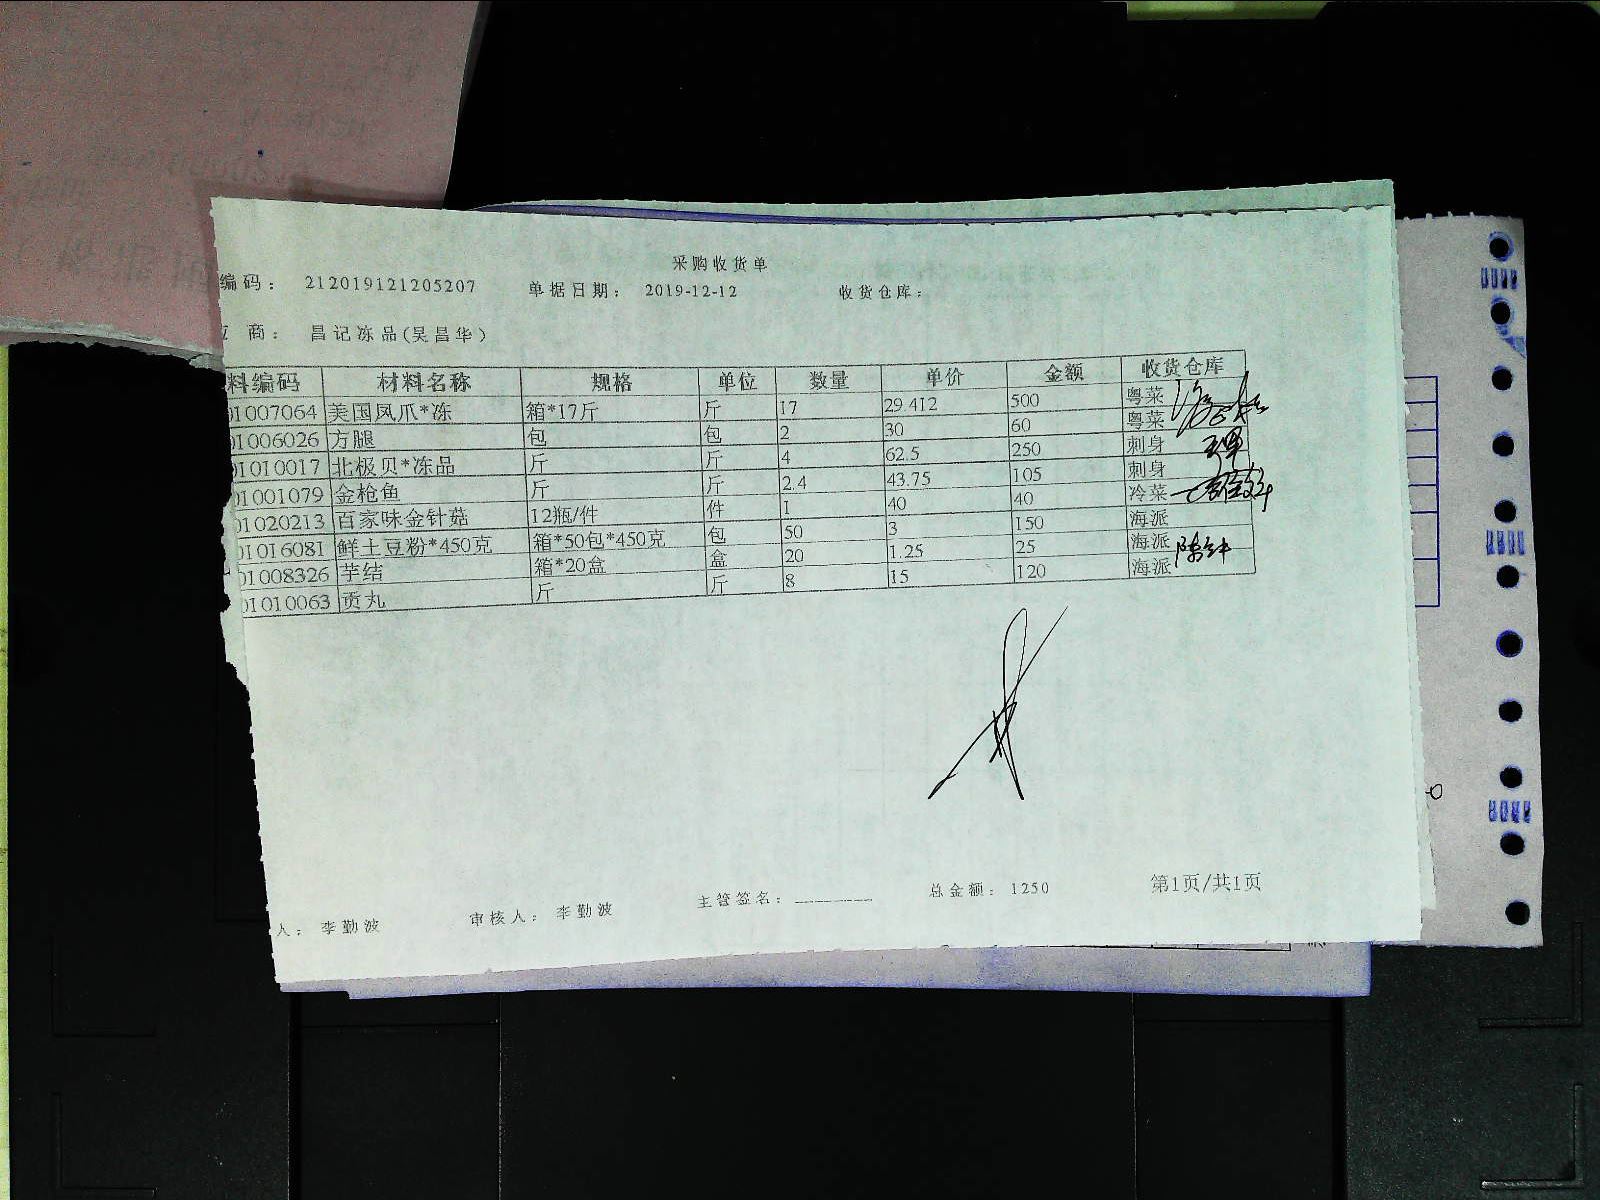 采购收货单
编码： 212019121205207 单据日期： 2019-12-12 收货仓库：
商： 昌记冻品(吴昌华)
料编码 材料名称 规格 单位 数量 单价 金额 收货仓库
01007064 美国凤爪*冻 箱*17斤 斤 17 29.412 500 粤菜
01006026 方腿 包 包 2 30 60 粤菜
01010017 北极贝*冻品 斤 斤 4 62.5 250 刺身
01001079 金枪鱼 斤 斤 2.4 43.75 105 刺身
01020213 百家味金针菇 12瓶/件 件 1 40 40 冷菜
01016081 鲜土豆粉*450克 箱*50包*450克 包 50 3 150 海派
01008326 芋结 箱*20盒 盒 20 1.25 25 海派
01010063 贡丸 斤 斤 8 15 120 海派
人： 李勤波 审核人： 李勤波 主管签名： ________ 总金额： 1250 第1页/共1页